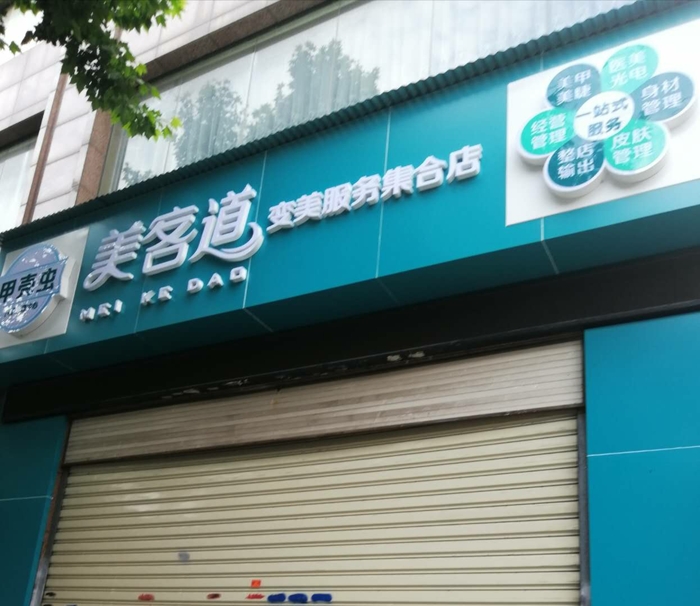 甲壳虫
美客道
MEI KE DAO
变美服务集合店
美甲
美睫
医美
光电
身材
管理
一站式
服务
经营
管理
整店
输出
皮肤
管理